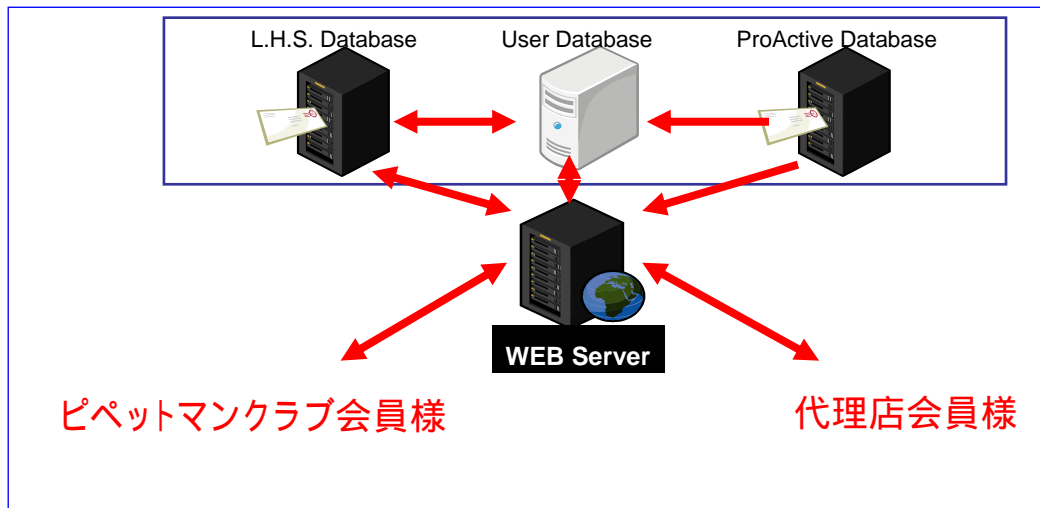 L.H.S. Database
User Database
ProActive Database
WEB Server
ピペットマンクラブ会員様
代理店会員様